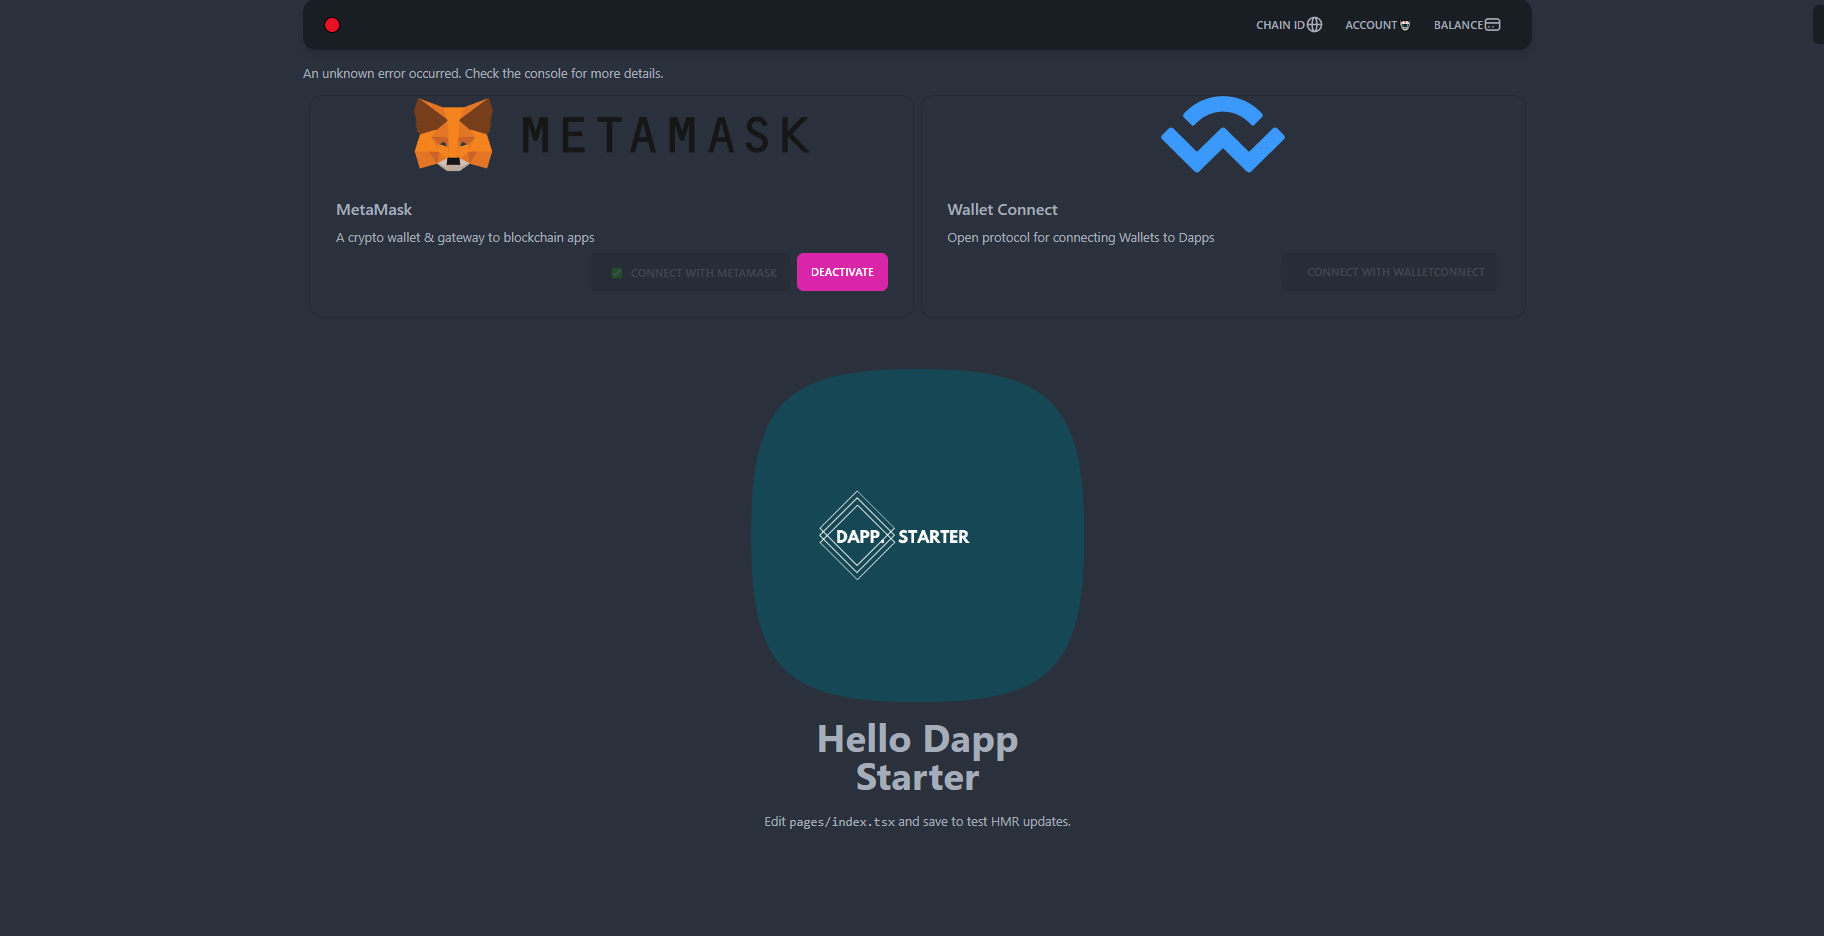 CHAIN ID ACCOUNT BALANCE
An unknown error occurred. Check the console for more details.
METAMASK
MetaMask
A crypto wallet & gateway to blockchain apps
CONNECT WITH METAMASK DEACTIVATE
Wallet Connect
Open protocol for connecting Wallets to Dapps
CONNECT WITH WALLETCONNECT
DAPP. STARTER
Hello Dapp
Starter
Edit pages/index.tsx and save to test HMR updates.